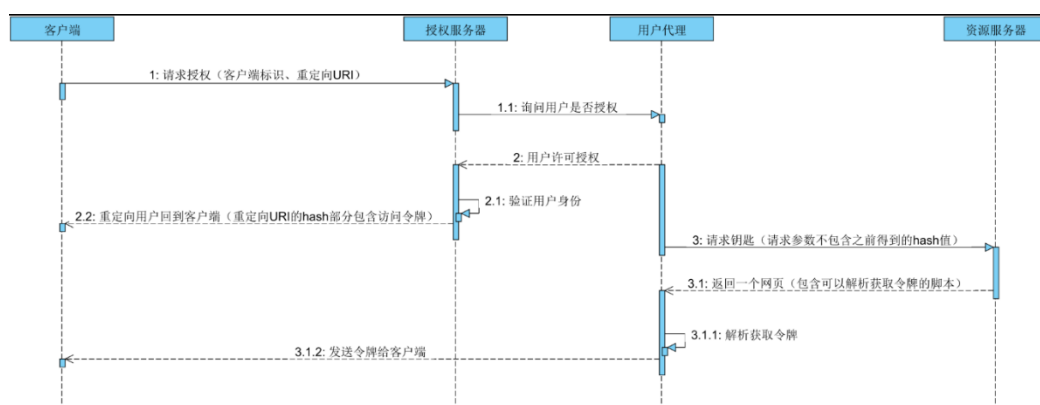 客户端
授权服务器
用户代理
资源服务器
1: 请求授权（客户端标识、重定向URI）
1.1: 询问用户是否授权
2: 用户许可授权
2.1: 验证用户身份
2.2: 重定向用户回到客户端（重定向URI的hash部分包含访问令牌）
3: 请求钥匙（请求参数不包含之前得到的hash值）
3.1: 返回一个网页（包含可以解析获取令牌的脚本）
3.1.1: 解析获取令牌
3.1.2: 发送令牌给客户端